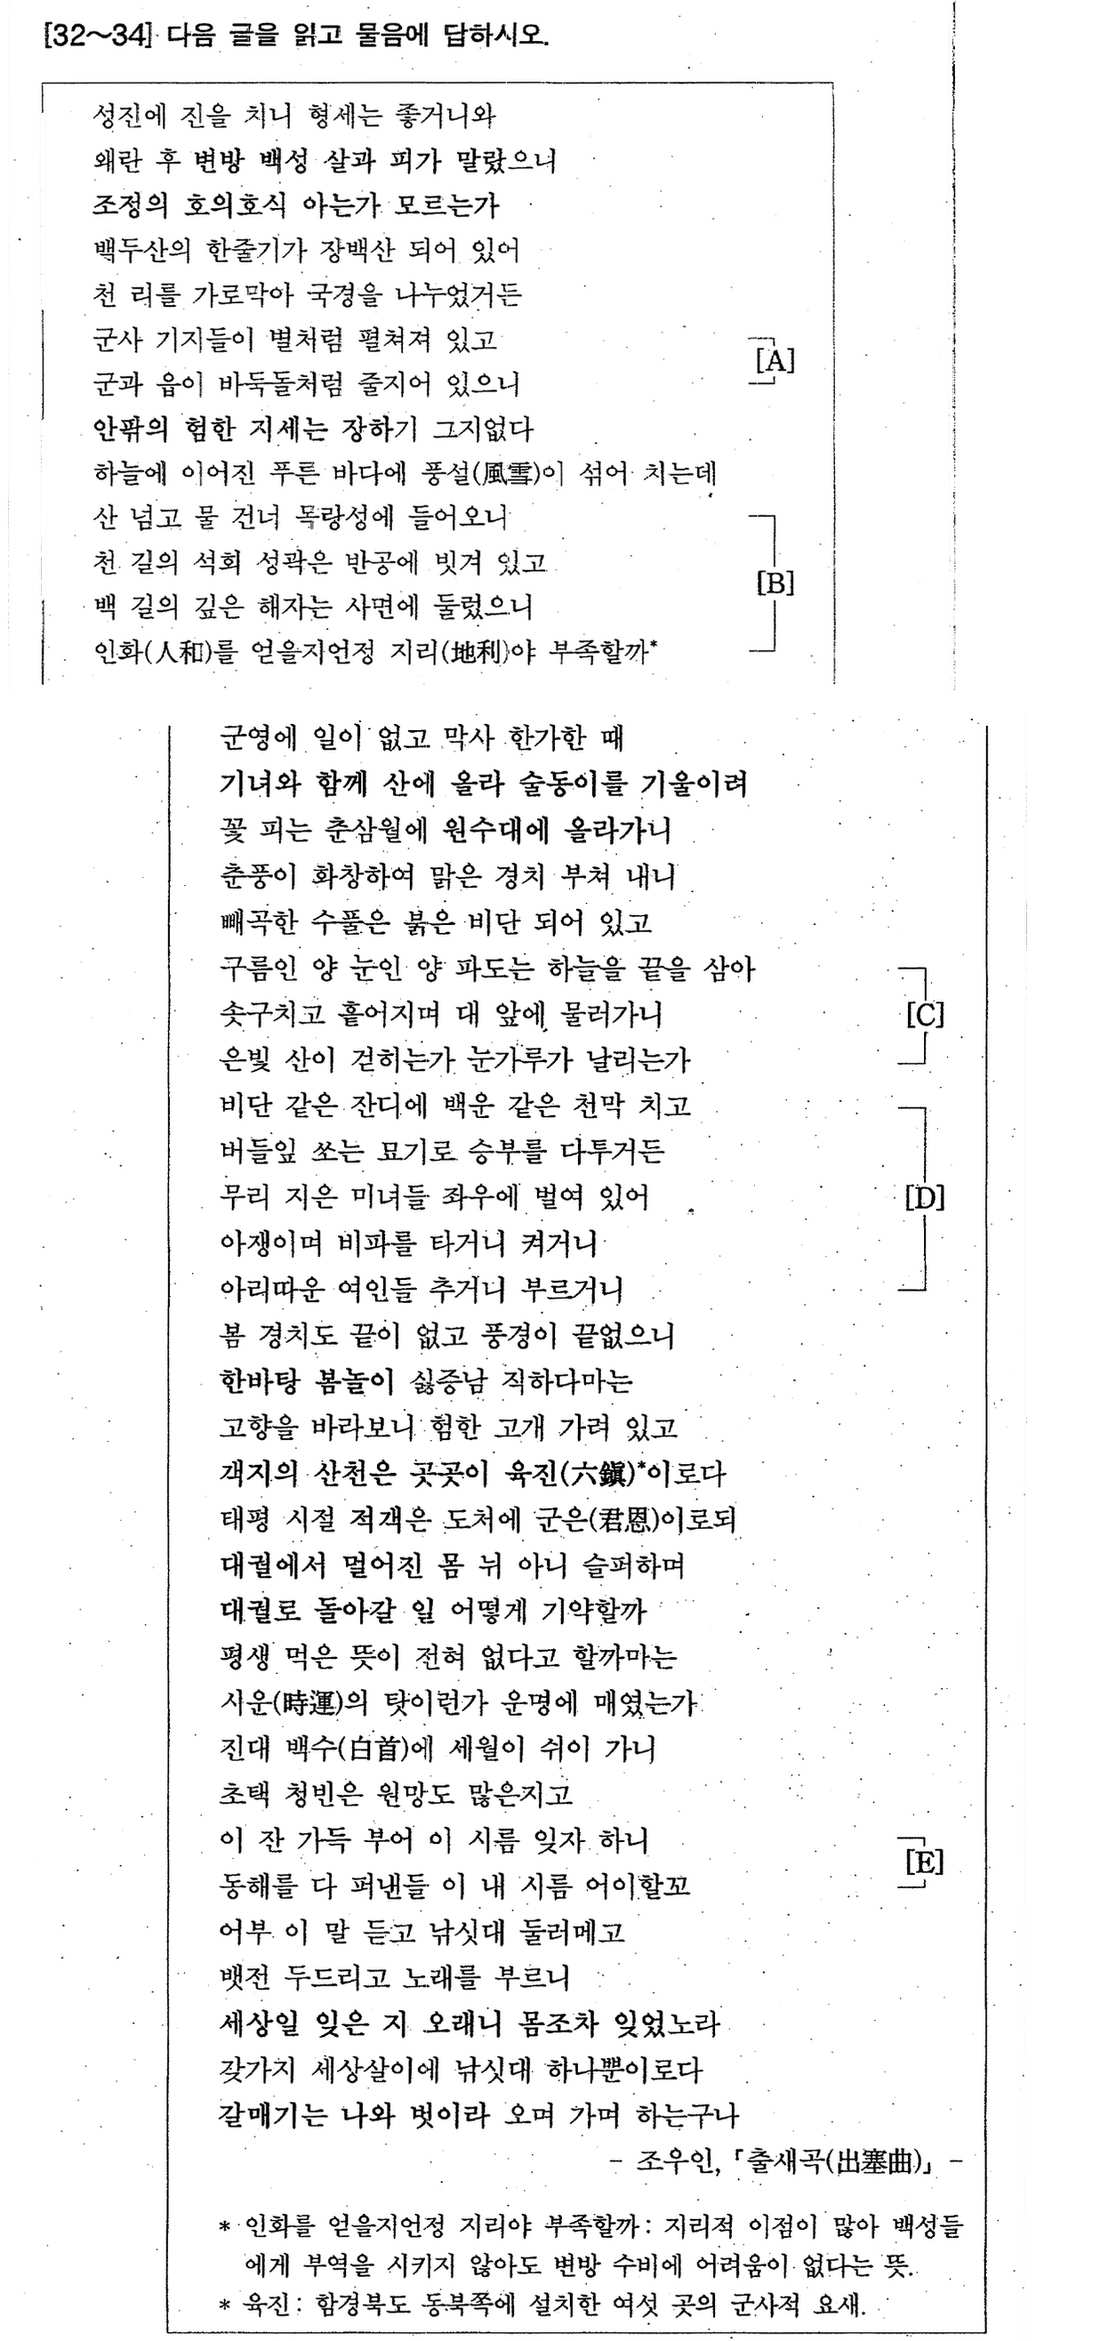 [32～34] 다음 글을 읽고 물음에 답하시오.
성진에 진을 치니 형세는 좋거니와
왜란 후 변방 백성 살과 피가 말랐으니
조정의 호의호식 아는가 모르는가
백두산의 한줄기가 장백산 되어 있어
천 리를 가로막아 국경을 나누었거든
군사 기지들이 별처럼 펼쳐져 있고
[A]
군과 읍이 바둑돌처럼 줄지어 있으니
안팎의 험한 지세는 장하기 그지없다
하늘에 이어진 푸른 바다에 풍설(風雪)이 섞어 치는데
산 넘고 물 건너 목랑성에 들어오니
천 길의 석회 성곽은 반공에 빗겨 있고
[B]
백 길의 깊은 해자는 사면에 둘렀으니
인화(人和)를 얻을지언정 지리(地利)야 부족할까*
군영에 일이 없고 막사 한가한 때
기녀와 함께 산에 올라 술동이를 기울이려
꽃 피는 춘삼월에 원수대에 올라가니
춘풍이 화창하여 맑은 경치 부쳐 내니
빼곡한 수풀은 붉은 비단 되어 있고
구름인 양 눈인 양 파도는 하늘을 끝을 삼아
솟구치고 흩어지며 대 앞에 물러가니
[C]
은빛 산이 걷히는가 눈가루가 날리는가
비단 같은 잔디에 백운 같은 천막 치고
버들잎 쏘는 묘기로 승부를 다투거든
무리 지은 미녀들 좌우에 벌여 있어
[D]
아쟁이며 비파를 타거니 켜거니
아리따운 여인들 추거니 부르거니
봄 경치도 끝이 없고 풍경이 끝없으니
한바탕 봄놀이 싫증남 직하다마는
고향을 바라보니 험한 고개 가려 있고
객지의 산천은 곳곳이 육진(六鎭)*이로다
태평 시절 적객은 도처에 군은(君恩)이로되
대궐에서 멀어진 몸 뉘 아니 슬퍼하며
대궐로 돌아갈 일 어떻게 기약할까
평생 먹은 뜻이 전혀 없다고 할까마는
시운(時運)의 탓이런가 운명에 매였는가
진대 백수(白首)에 세월이 쉬이 가니
초택 청빈은 원망도 많은지고
이 잔 가득 부어 이 시름 잊자 하니
[E]
동해를 다 퍼낸들 이 내 시름 어이할꼬
어부 이 말 듣고 낚싯대 둘러메고
뱃전 두드리고 노래를 부르니
세상일 잊은 지 오래니 몸조차 잊었노라
갖가지 세상살이에 낚싯대 하나뿐이로다
갈매기는 나와 벗이라 오며 가며 하는구나
- 조우인, 「출새곡(出塞曲)」 -
* 인화를 얻을지언정 지리야 부족할까: 지리적 이점이 많아 백성들
에게 부역을 시키지 않아도 변방 수비에 어려움이 없다는 뜻.
* 육진: 함경북도 동북쪽에 설치한 여섯 곳의 군사적 요새.